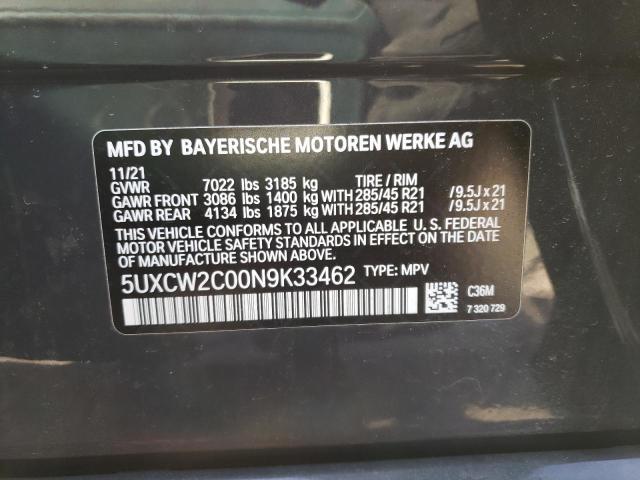 MFD BY BAYERISCHE MOTOREN WERKE AG
11/21
GVWR 7022 lbs 3185 kg TIRE / RIM
GAWR FRONT 3086 lbs 1400 kg WITH 285/45 R21 /9.5J x 21
GAWR REAR 4134 lbs 1875 kg WITH 285/45 R21 /9.5J x 21
THIS VEHICLE CONFORMS TO ALL APPLICABLE U. S. FEDERAL
MOTOR VEHICLE SAFETY STANDARDS IN EFFECT ON THE DATE
OF MANUFACTURE SHOWN ABOVE.
5UXCW2C00N9K33462 TYPE: MPV
C36M
7 320 729